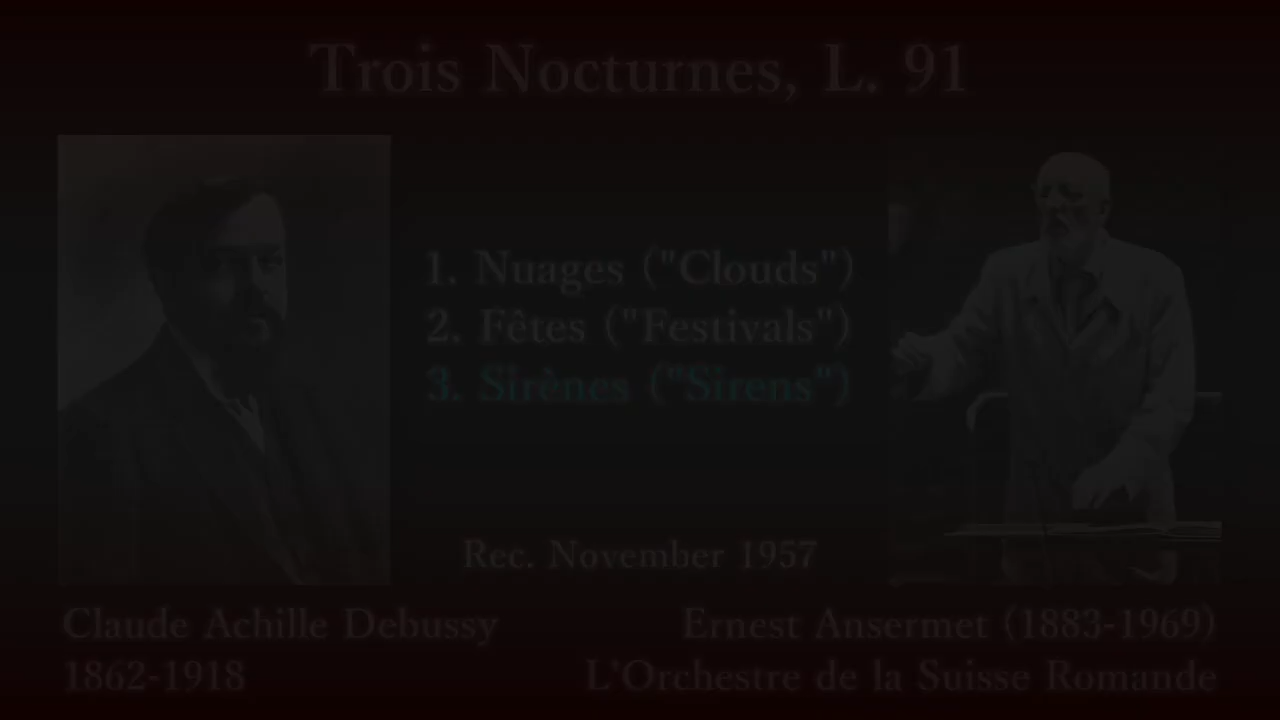 Trois Nocturnes, L. 91
1. Nuages ("Clouds")
2. Fêtes ("Festivals")
3. Sirènes ("Sirens")
Rec. November 1957
Claude Achille Debussy
1862-1918
Ernest Ansermet (1883-1969)
L'Orchestre de la Suisse Romande